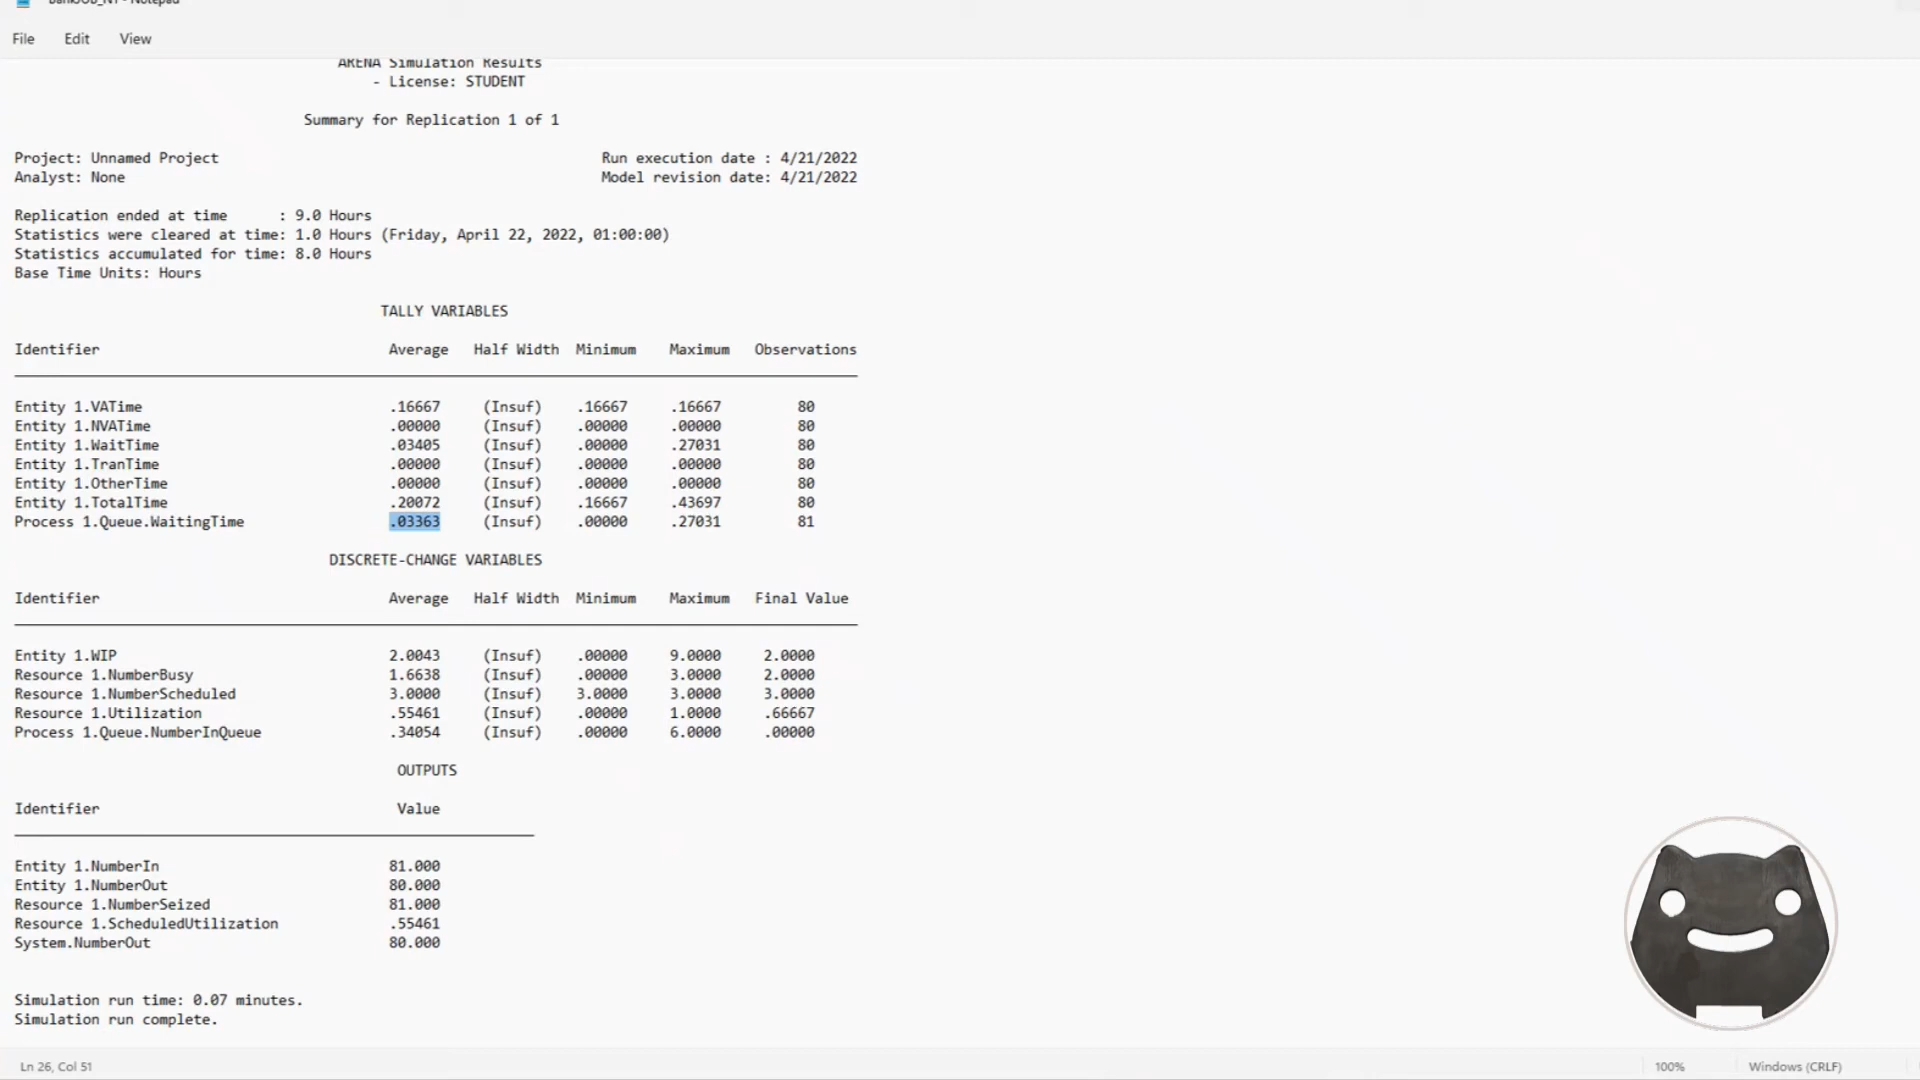 BankJOB_N1 - Notepad
File Edit View
ARENA Simulation Results
- License: STUDENT
Summary for Replication 1 of 1
Project: Unnamed Project Run execution date : 4/21/2022
Analyst: None Model revision date: 4/21/2022
Replication ended at time : 9.0 Hours
Statistics were cleared at time: 1.0 Hours (Friday, April 22, 2022, 01:00:00)
Statistics accumulated for time: 8.0 Hours
Base Time Units: Hours
TALLY VARIABLES
Identifier Average Half Width Minimum Maximum Observations
Entity 1.VATime .16667 (Insuf) .16667 .16667 80
Entity 1.NVATime .00000 (Insuf) .00000 .00000 80
Entity 1.WaitTime .03405 (Insuf) .00000 .27031 80
Entity 1.TranTime .00000 (Insuf) .00000 .00000 80
Entity 1.OtherTime .00000 (Insuf) .00000 .00000 80
Entity 1.TotalTime .20072 (Insuf) .16667 .43697 80
Process 1.Queue.WaitingTime .03363 (Insuf) .00000 .27031 81
DISCRETE-CHANGE VARIABLES
Identifier Average Half Width Minimum Maximum Final Value
Entity 1.WIP 2.0043 (Insuf) .00000 9.0000 2.0000
Resource 1.NumberBusy 1.6638 (Insuf) .00000 3.0000 2.0000
Resource 1.NumberScheduled 3.0000 (Insuf) 3.0000 3.0000 3.0000
Resource 1.Utilization .55461 (Insuf) .00000 1.0000 .66667
Process 1.Queue.NumberInQueue .34054 (Insuf) .00000 6.0000 .00000
OUTPUTS
Identifier Value
Entity 1.NumberIn 81.000
Entity 1.NumberOut 80.000
Resource 1.NumberSeized 81.000
Resource 1.ScheduledUtilization .55461
System.NumberOut 80.000
Simulation run time: 0.07 minutes.
Simulation run complete.
Ln 26, Col 51 100% Windows (CRLF)